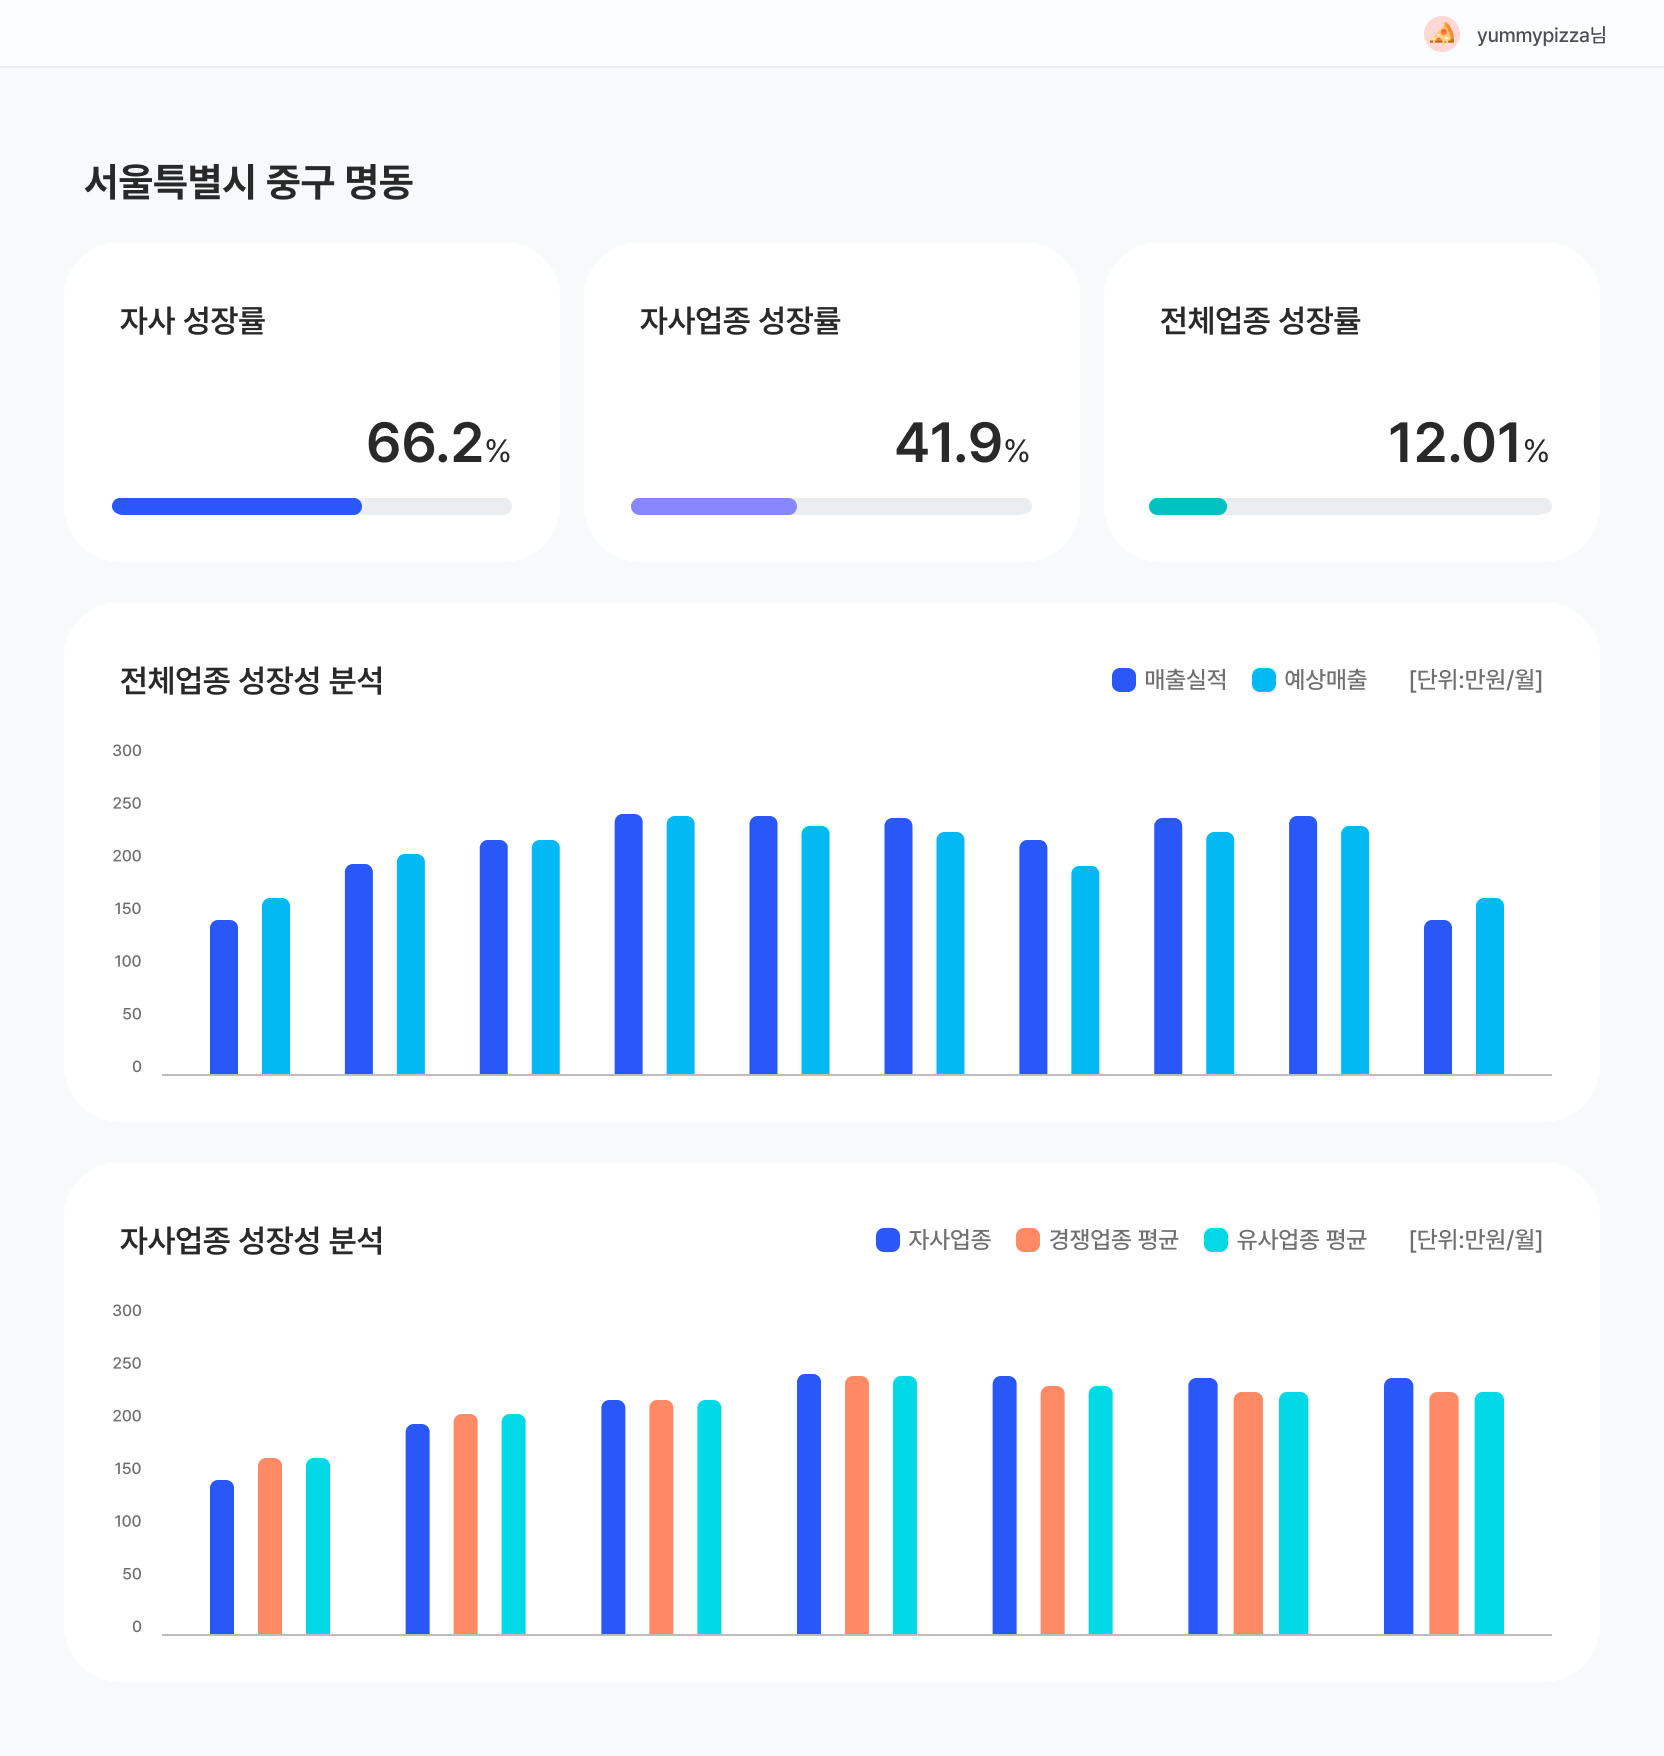 yummypizza님
서울특별시 중구 명동
자사 성장률
66.2%
자사업종 성장률
41.9%
전체업종 성장률
12.01%
전체업종 성장성 분석
매출실적 예상매출 [단위:만원/월]
300
250
200
150
100
50
0
자사업종 성장성 분석
자사업종 경쟁업종 평균 유사업종 평균 [단위:만원/월]
300
250
200
150
100
50
0